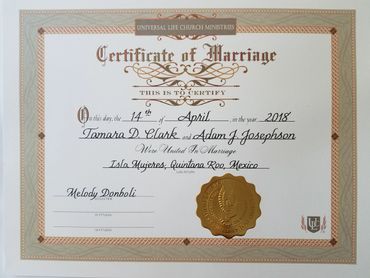 UNIVERSAL LIFE CHURCH MINISTRIES
Certificate of Marriage
THIS IS TO CERTIFY
On this day, the 14th of April, in the year 2018
Tamara D. Clark and Adam J. Josephson
Were United In Marriage
Isla Mujeres, Quintana Roo, Mexico
Melody Donboli
WITNESS
WITNESS